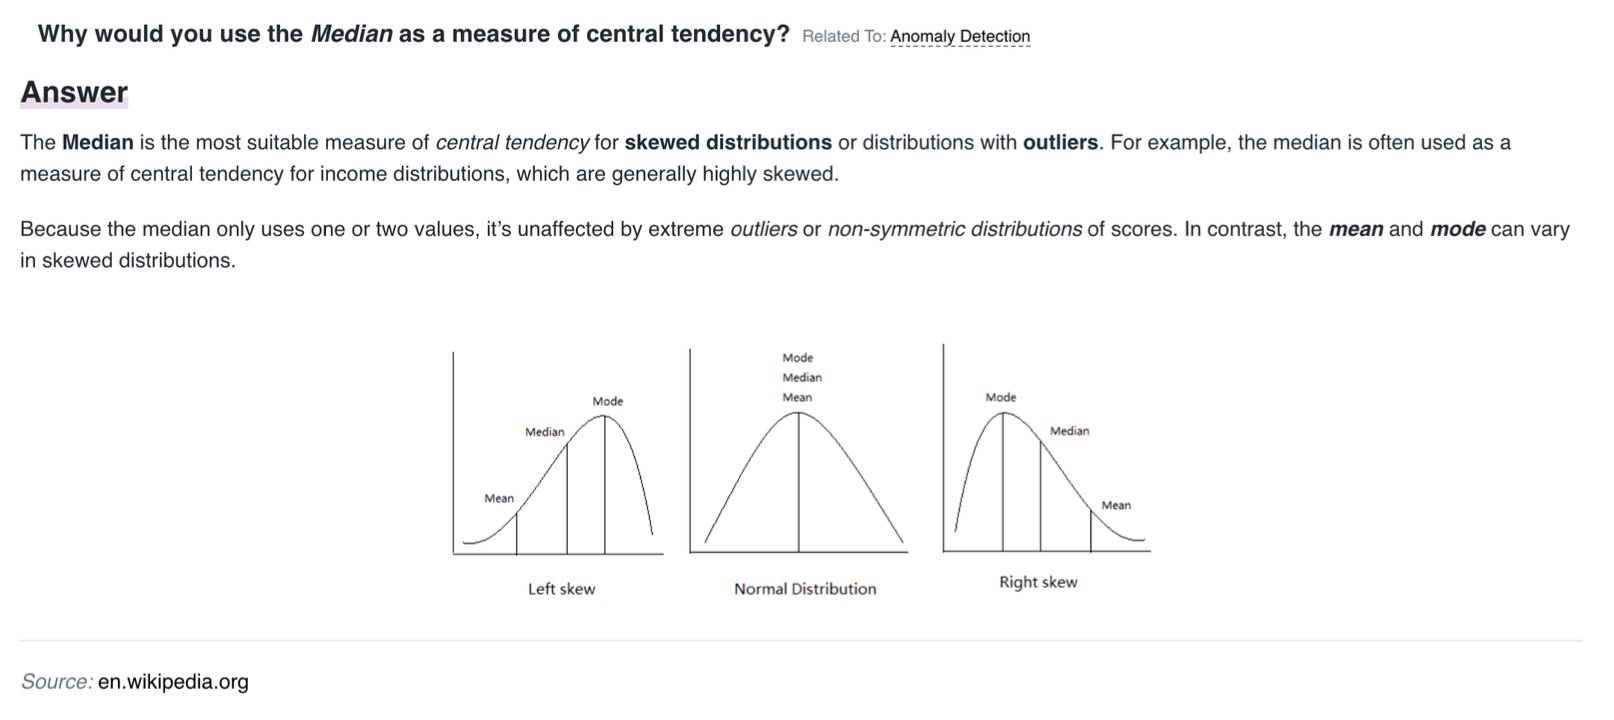 Why would you use the Median as a measure of central tendency? Related To: Anomaly Detection
Answer
The Median is the most suitable measure of central tendency for skewed distributions or distributions with outliers. For example, the median is often used as a
measure of central tendency for income distributions, which are generally highly skewed.
Because the median only uses one or two values, it’s unaffected by extreme outliers or non-symmetric distributions of scores. In contrast, the mean and mode can vary
in skewed distributions.
Mode
Median
Mean
Left skew
Mode
Median
Mean
Normal Distribution
Mode
Median
Mean
Right skew
Source: en.wikipedia.org